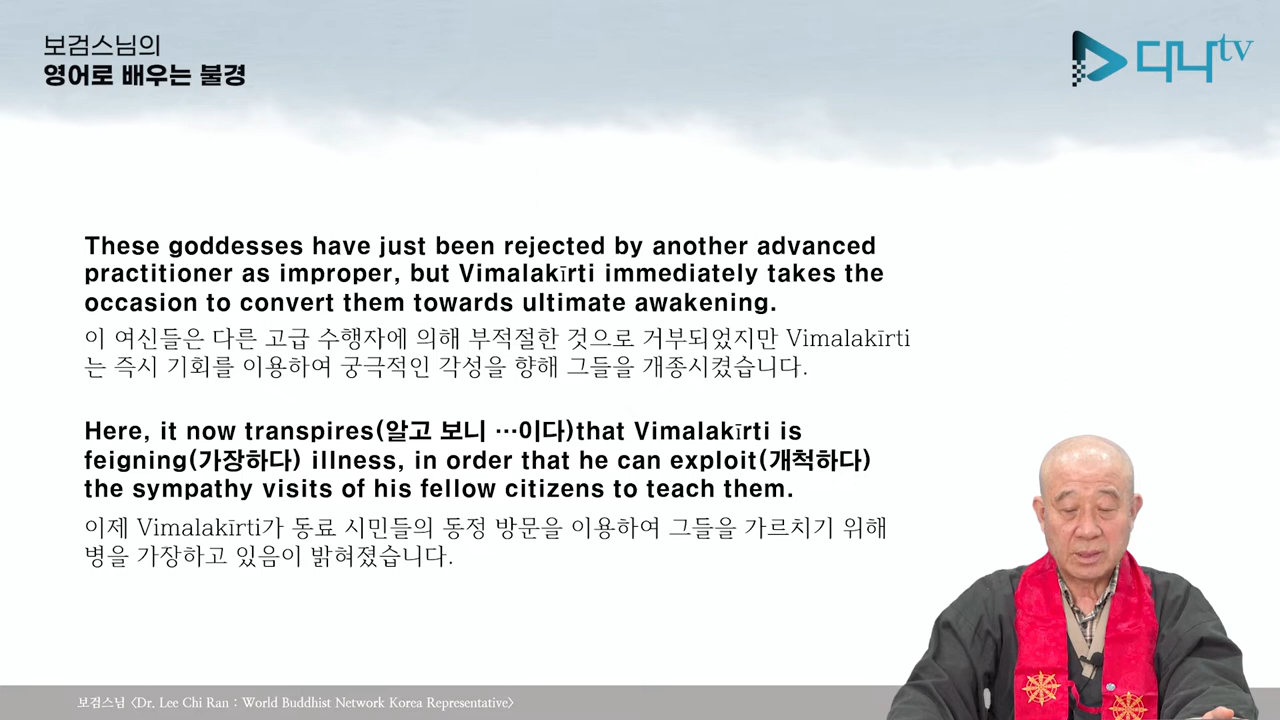 보검스님의
영어로 배우는 불경
다나tv
These goddesses have just been rejected by another advanced
practitioner as improper, but Vimalakīrti immediately takes the
occasion to convert them towards ultimate awakening.
이 여신들은 다른 고급 수행자에 의해 부적절한 것으로 거부되었지만 Vimalakīrti
는 즉시 기회를 이용하여 궁극적인 각성을 향해 그들을 개종시켰습니다.
Here, it now transpires(알고 보니 …이다)that Vimalakīrti is
feigning(가장하다) illness, in order that he can exploit(개척하다)
the sympathy visits of his fellow citizens to teach them.
이제 Vimalakīrti가 동료 시민들의 동정 방문을 이용하여 그들을 가르치기 위해
병을 가장하고 있음이 밝혀졌습니다.
보검스님 <Dr. Lee Chi Ran : World Buddhist Network Korea Representative>